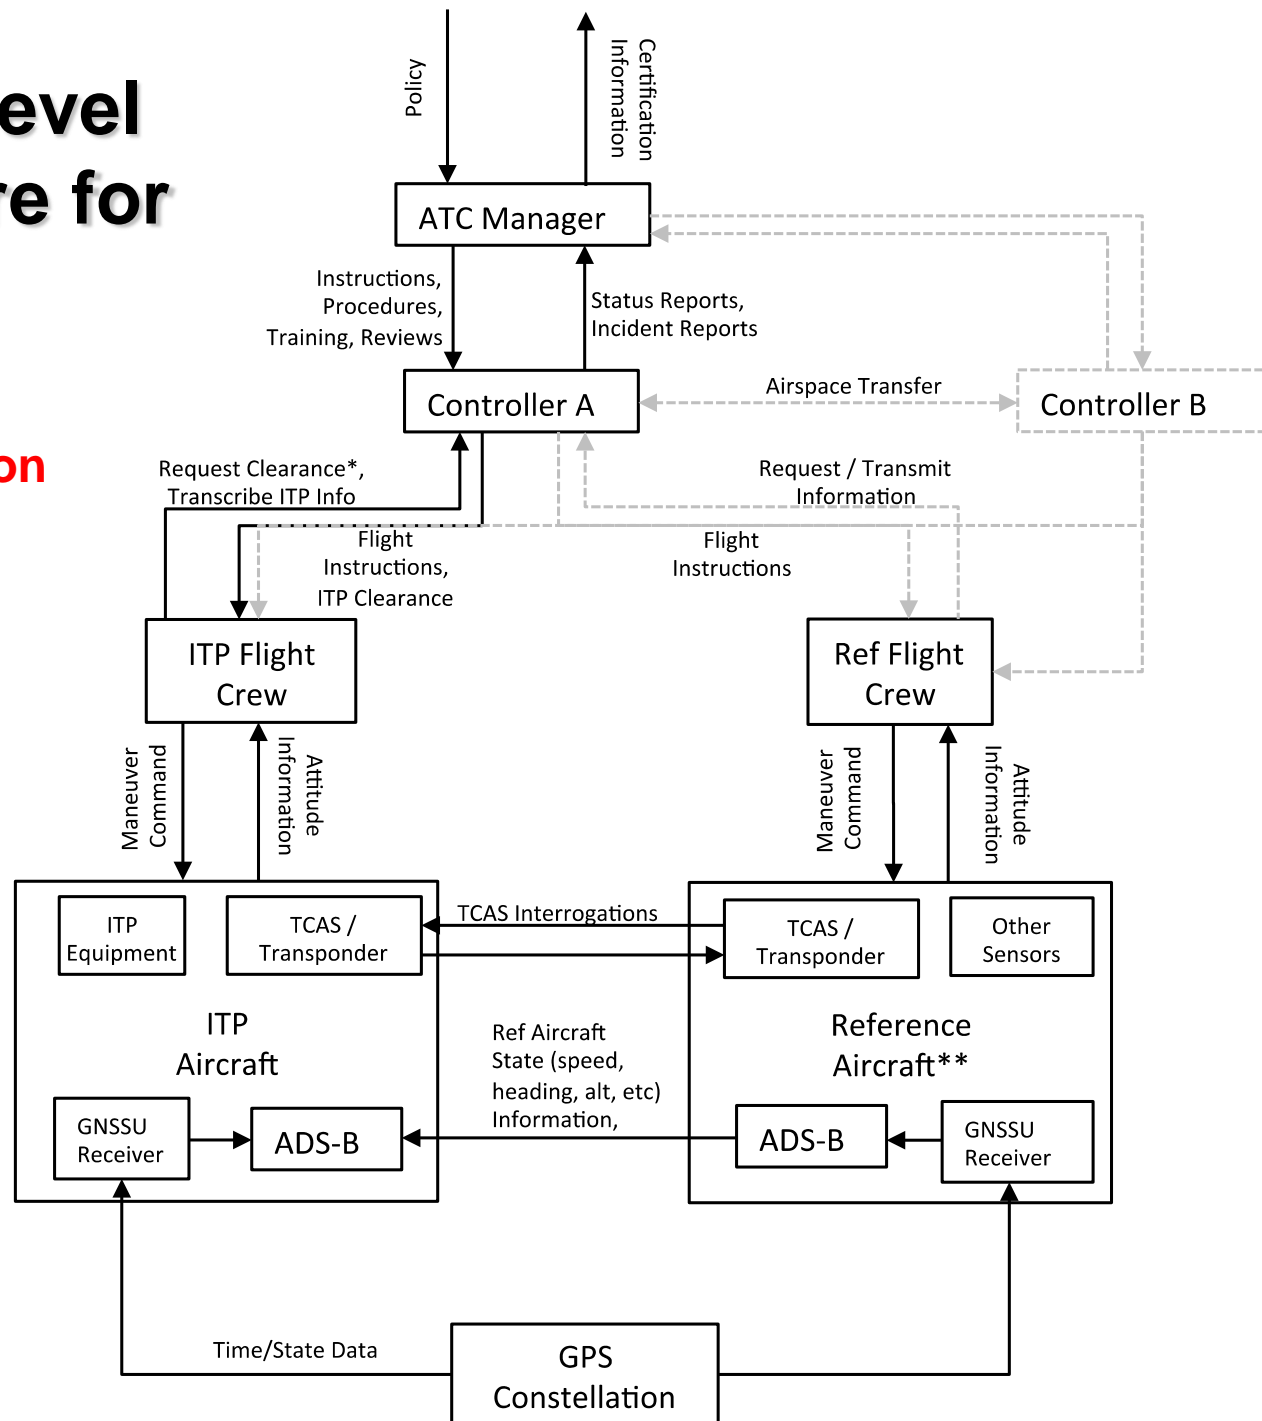 evel
re for
on
Policy
Certification
Information
ATC Manager
Instructions,
Procedures,
Training, Reviews
Status Reports,
Incident Reports
Controller A
Airspace Transfer
Controller B
Request Clearance*,
Transcribe ITP Info
Request / Transmit
Information
Flight
Instructions,
ITP Clearance
Flight
Instructions
ITP Flight
Crew
Ref Flight
Crew
Maneuver
Command
Attitude
Information
Maneuver
Command
Attitude
Information
ITP
Equipment
TCAS /
Transponder
TCAS Interrogations
TCAS /
Transponder
Other
Sensors
ITP
Aircraft
Ref Aircraft
State (speed,
heading, alt, etc)
Information,
Reference
Aircraft**
GNSSU
Receiver
ADS-B
ADS-B
GNSSU
Receiver
Time/State Data
GPS
Constellation